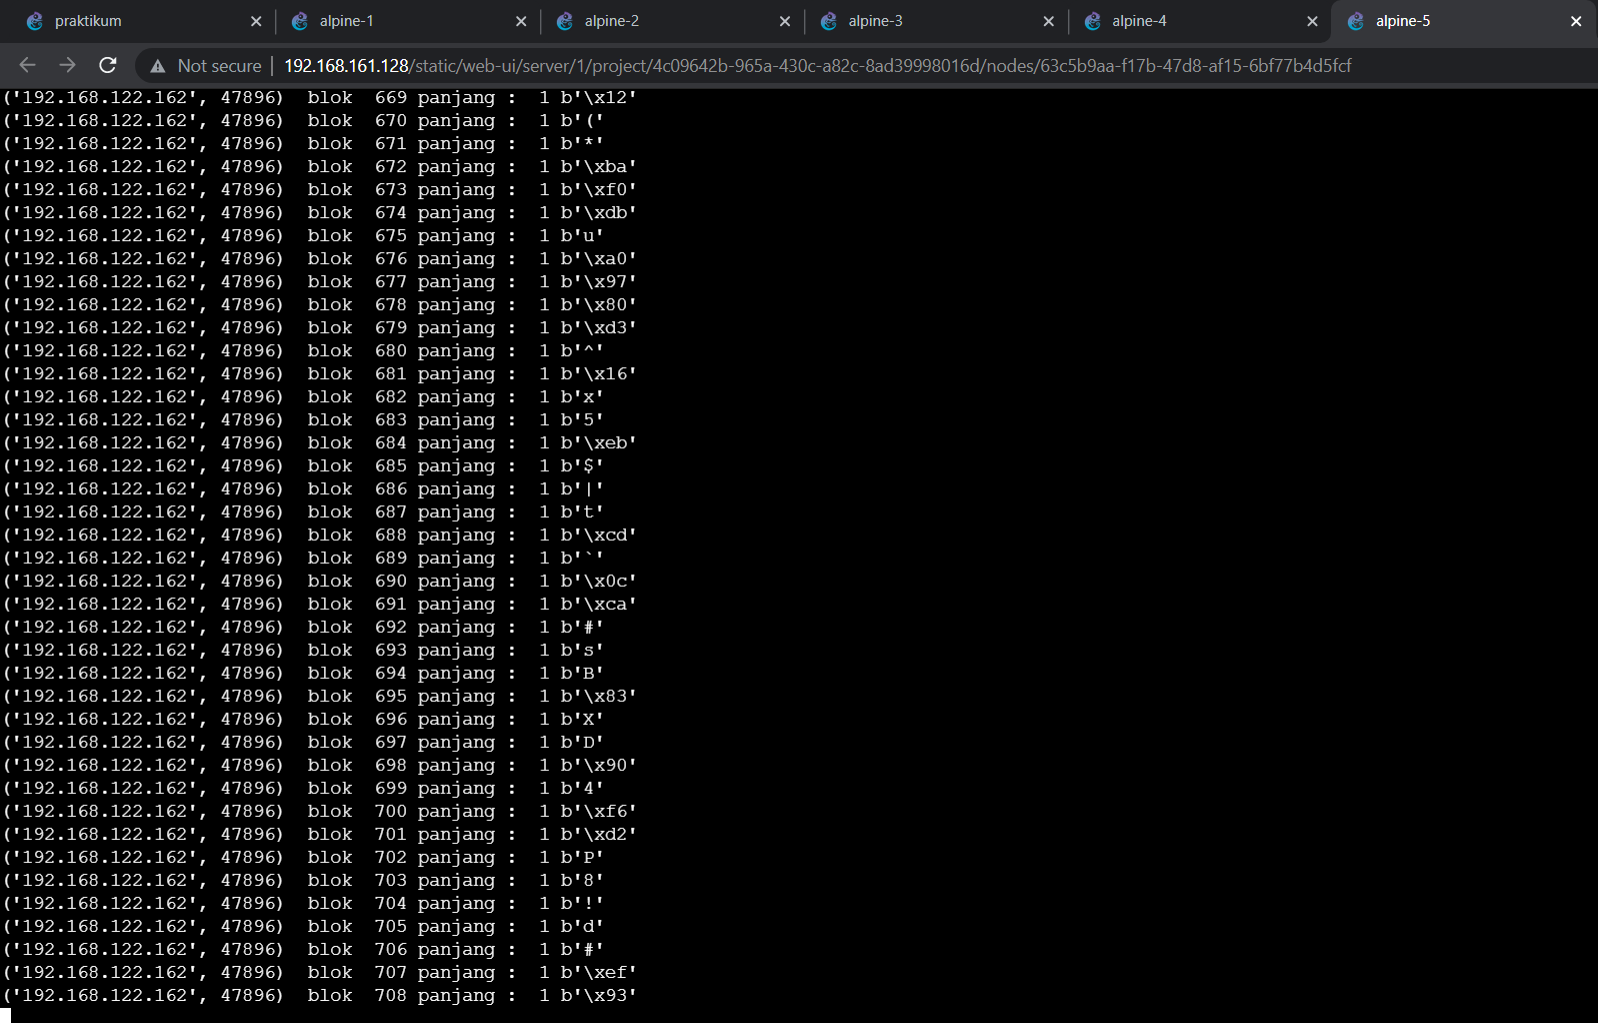 praktikum
alpine-1
alpine-2
alpine-3
alpine-4
alpine-5
Not secure | 192.168.161.128/static/web-ui/server/1/project/4c09642b-965a-430c-a82c-8ad39998016d/nodes/63c5b9aa-f17b-47d8-af15-6bf77b4d5fcf
('192.168.122.162', 47896)  blok  669 panjang :  1 b'\x12'
('192.168.122.162', 47896)  blok  670 panjang :  1 b'('
('192.168.122.162', 47896)  blok  671 panjang :  1 b'*'
('192.168.122.162', 47896)  blok  672 panjang :  1 b'\xba'
('192.168.122.162', 47896)  blok  673 panjang :  1 b'\xf0'
('192.168.122.162', 47896)  blok  674 panjang :  1 b'\xdb'
('192.168.122.162', 47896)  blok  675 panjang :  1 b'u'
('192.168.122.162', 47896)  blok  676 panjang :  1 b'\xa0'
('192.168.122.162', 47896)  blok  677 panjang :  1 b'\x97'
('192.168.122.162', 47896)  blok  678 panjang :  1 b'\x80'
('192.168.122.162', 47896)  blok  679 panjang :  1 b'\xd3'
('192.168.122.162', 47896)  blok  680 panjang :  1 b'^'
('192.168.122.162', 47896)  blok  681 panjang :  1 b'\x16'
('192.168.122.162', 47896)  blok  682 panjang :  1 b'x'
('192.168.122.162', 47896)  blok  683 panjang :  1 b'5'
('192.168.122.162', 47896)  blok  684 panjang :  1 b'\xeb'
('192.168.122.162', 47896)  blok  685 panjang :  1 b'$'
('192.168.122.162', 47896)  blok  686 panjang :  1 b'|'
('192.168.122.162', 47896)  blok  687 panjang :  1 b't'
('192.168.122.162', 47896)  blok  688 panjang :  1 b'\xcd'
('192.168.122.162', 47896)  blok  689 panjang :  1 b'`'
('192.168.122.162', 47896)  blok  690 panjang :  1 b'\x0c'
('192.168.122.162', 47896)  blok  691 panjang :  1 b'\xca'
('192.168.122.162', 47896)  blok  692 panjang :  1 b'#'
('192.168.122.162', 47896)  blok  693 panjang :  1 b's'
('192.168.122.162', 47896)  blok  694 panjang :  1 b'B'
('192.168.122.162', 47896)  blok  695 panjang :  1 b'\x83'
('192.168.122.162', 47896)  blok  696 panjang :  1 b'X'
('192.168.122.162', 47896)  blok  697 panjang :  1 b'D'
('192.168.122.162', 47896)  blok  698 panjang :  1 b'\x90'
('192.168.122.162', 47896)  blok  699 panjang :  1 b'4'
('192.168.122.162', 47896)  blok  700 panjang :  1 b'\xf6'
('192.168.122.162', 47896)  blok  701 panjang :  1 b'\xd2'
('192.168.122.162', 47896)  blok  702 panjang :  1 b'P'
('192.168.122.162', 47896)  blok  703 panjang :  1 b'8'
('192.168.122.162', 47896)  blok  704 panjang :  1 b'!'
('192.168.122.162', 47896)  blok  705 panjang :  1 b'd'
('192.168.122.162', 47896)  blok  706 panjang :  1 b'#'
('192.168.122.162', 47896)  blok  707 panjang :  1 b'\xef'
('192.168.122.162', 47896)  blok  708 panjang :  1 b'\x93'